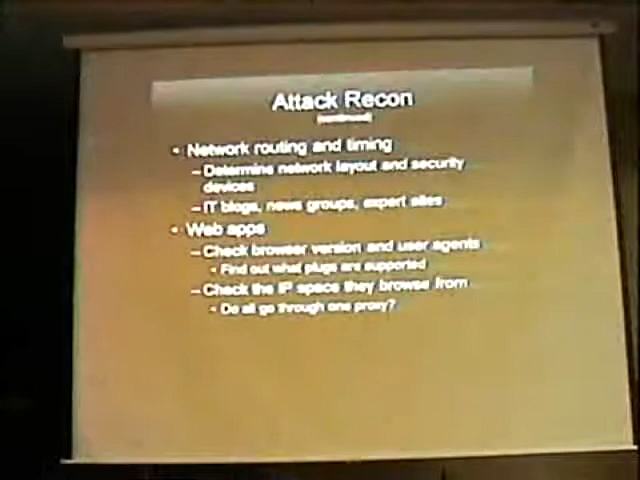 Attack Recon
(continued)
• Network routing and timing
– Determine network layout and security
devices
– IT blogs, news groups, expert sites
• Web apps
– Check browser version and user agents
• Find out what plugs are supported
– Check the IP space they browse from
• Do all go through one proxy?